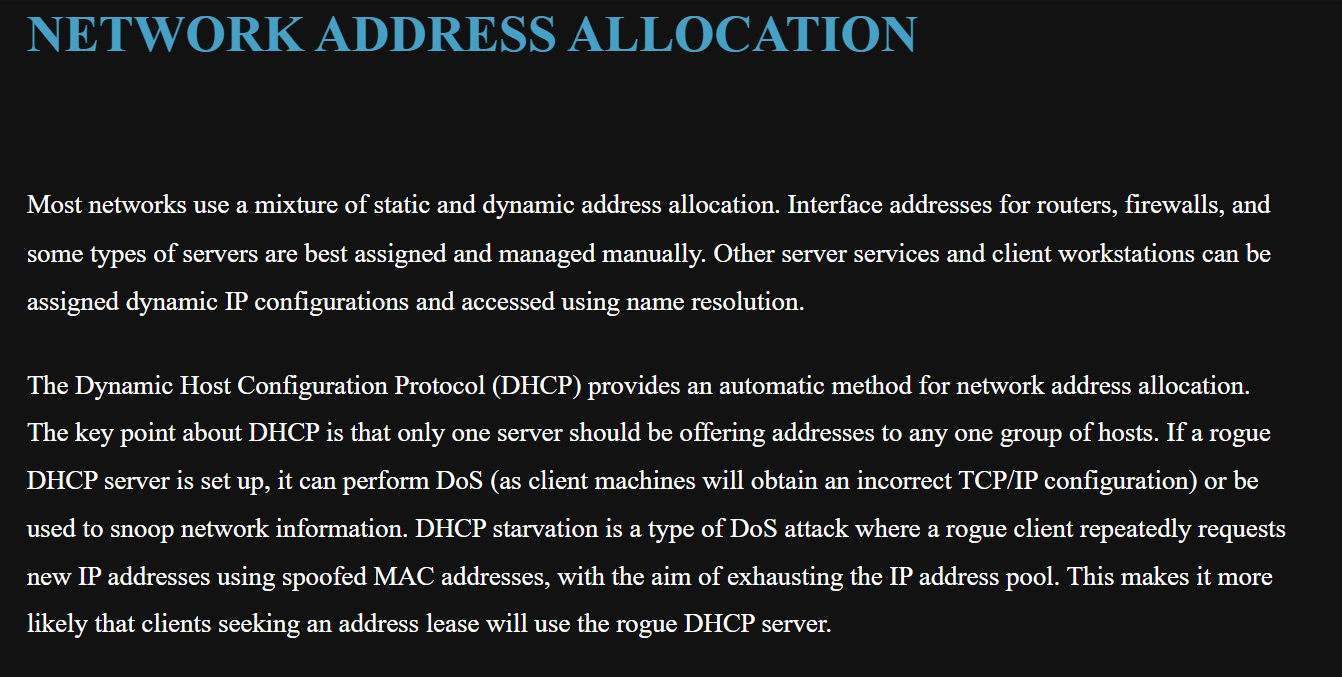 NETWORK ADDRESS ALLOCATION
Most networks use a mixture of static and dynamic address allocation. Interface addresses for routers, firewalls, and
some types of servers are best assigned and managed manually. Other server services and client workstations can be
assigned dynamic IP configurations and accessed using name resolution.
The Dynamic Host Configuration Protocol (DHCP) provides an automatic method for network address allocation.
The key point about DHCP is that only one server should be offering addresses to any one group of hosts. If a rogue
DHCP server is set up, it can perform DoS (as client machines will obtain an incorrect TCP/IP configuration) or be
used to snoop network information. DHCP starvation is a type of DoS attack where a rogue client repeatedly requests
new IP addresses using spoofed MAC addresses, with the aim of exhausting the IP address pool. This makes it more
likely that clients seeking an address lease will use the rogue DHCP server.